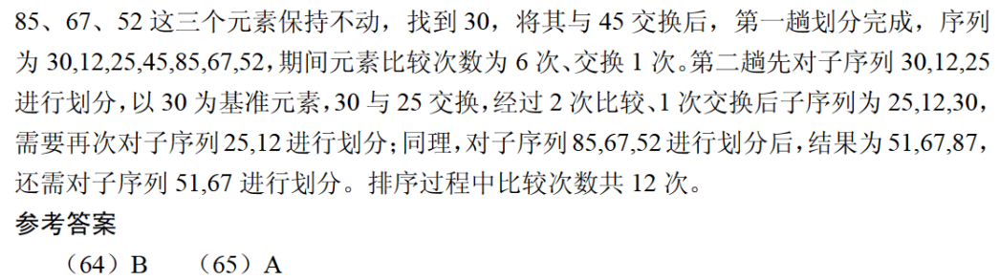 85、67、52 这三个元素保持不动，找到 30，将其与 45 交换后，第一趟划分完成，序列
为 30,12,25,45,85,67,52，期间元素比较次数为 6 次、交换 1 次。第二趟先对子序列 30,12,25
进行划分，以 30 为基准元素，30 与 25 交换，经过 2 次比较、1 次交换后子序列为 25,12,30，
需要再次对子序列 25,12 进行划分；同理，对子序列 85,67,52 进行划分后，结果为 51,67,87，
还需对子序列 51,67 进行划分。排序过程中比较次数共 12 次。
参考答案
（64）B （65）A